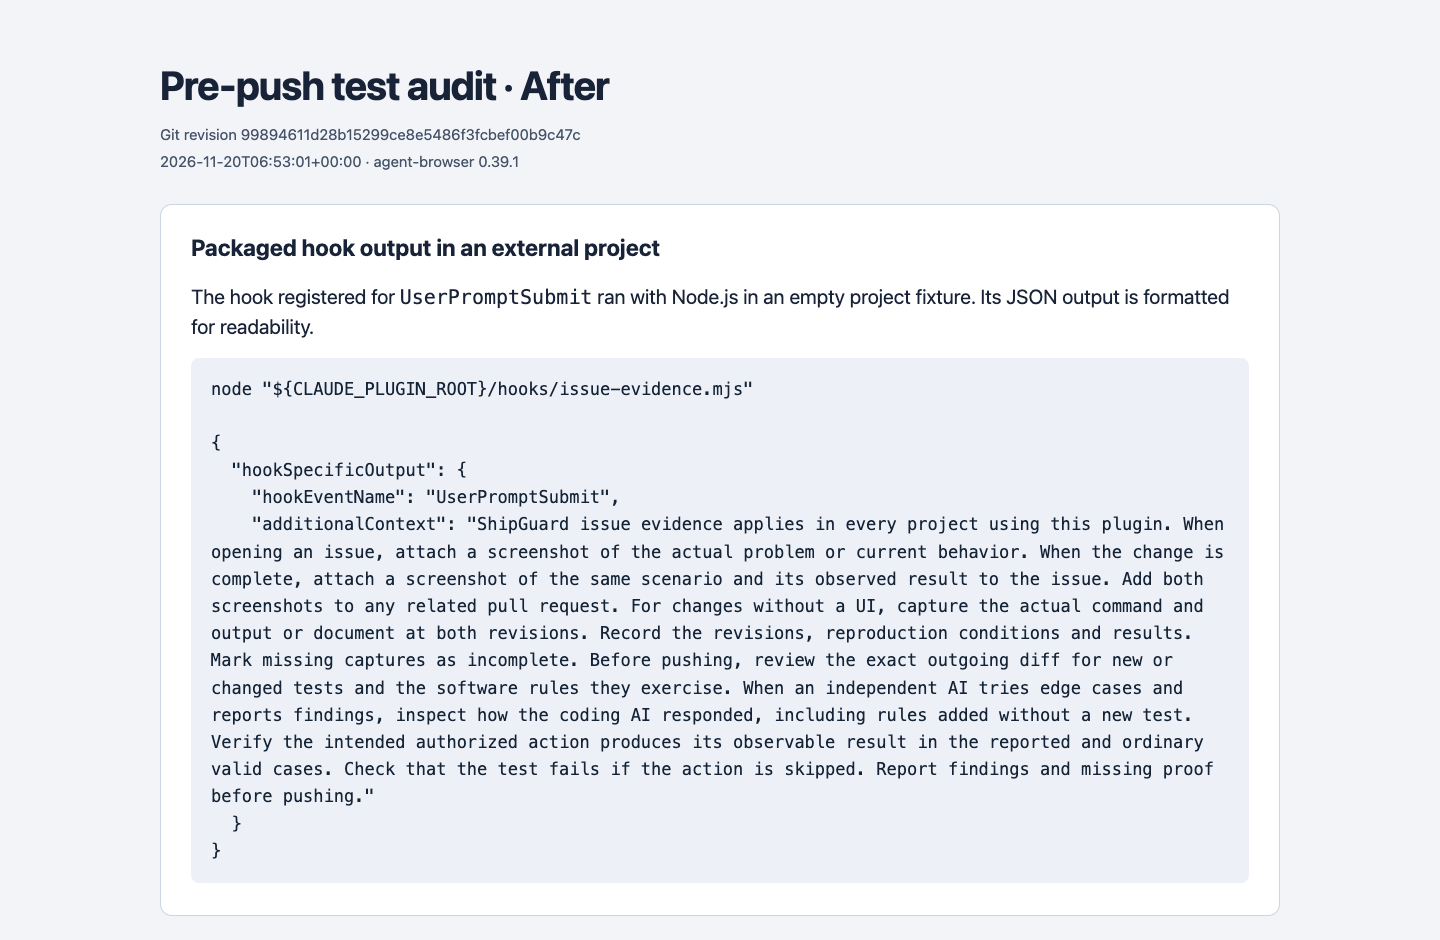 Pre-push test audit · After
Git revision 99894611d28b15299ce8e5486f3fcbef00b9c47c
2026-11-20T06:53:01+00:00 · agent-browser 0.39.1
Packaged hook output in an external project
The hook registered for UserPromptSubmit ran with Node.js in an empty project fixture. Its JSON output is formatted
for readability.
node "${CLAUDE_PLUGIN_ROOT}/hooks/issue-evidence.mjs"
{
  "hookSpecificOutput": {
    "hookEventName": "UserPromptSubmit",
    "additionalContext": "ShipGuard issue evidence applies in every project using this plugin. When
opening an issue, attach a screenshot of the actual problem or current behavior. When the change is
complete, attach a screenshot of the same scenario and its observed result to the issue. Add both
screenshots to any related pull request. For changes without a UI, capture the actual command and
output or document at both revisions. Record the revisions, reproduction conditions and results.
Mark missing captures as incomplete. Before pushing, review the exact outgoing diff for new or
changed tests and the software rules they exercise. When an independent AI tries edge cases and
reports findings, inspect how the coding AI responded, including rules added without a new test.
Verify the intended authorized action produces its observable result in the reported and ordinary
valid cases. Check that the test fails if the action is skipped. Report findings and missing proof
before pushing."
  }
}